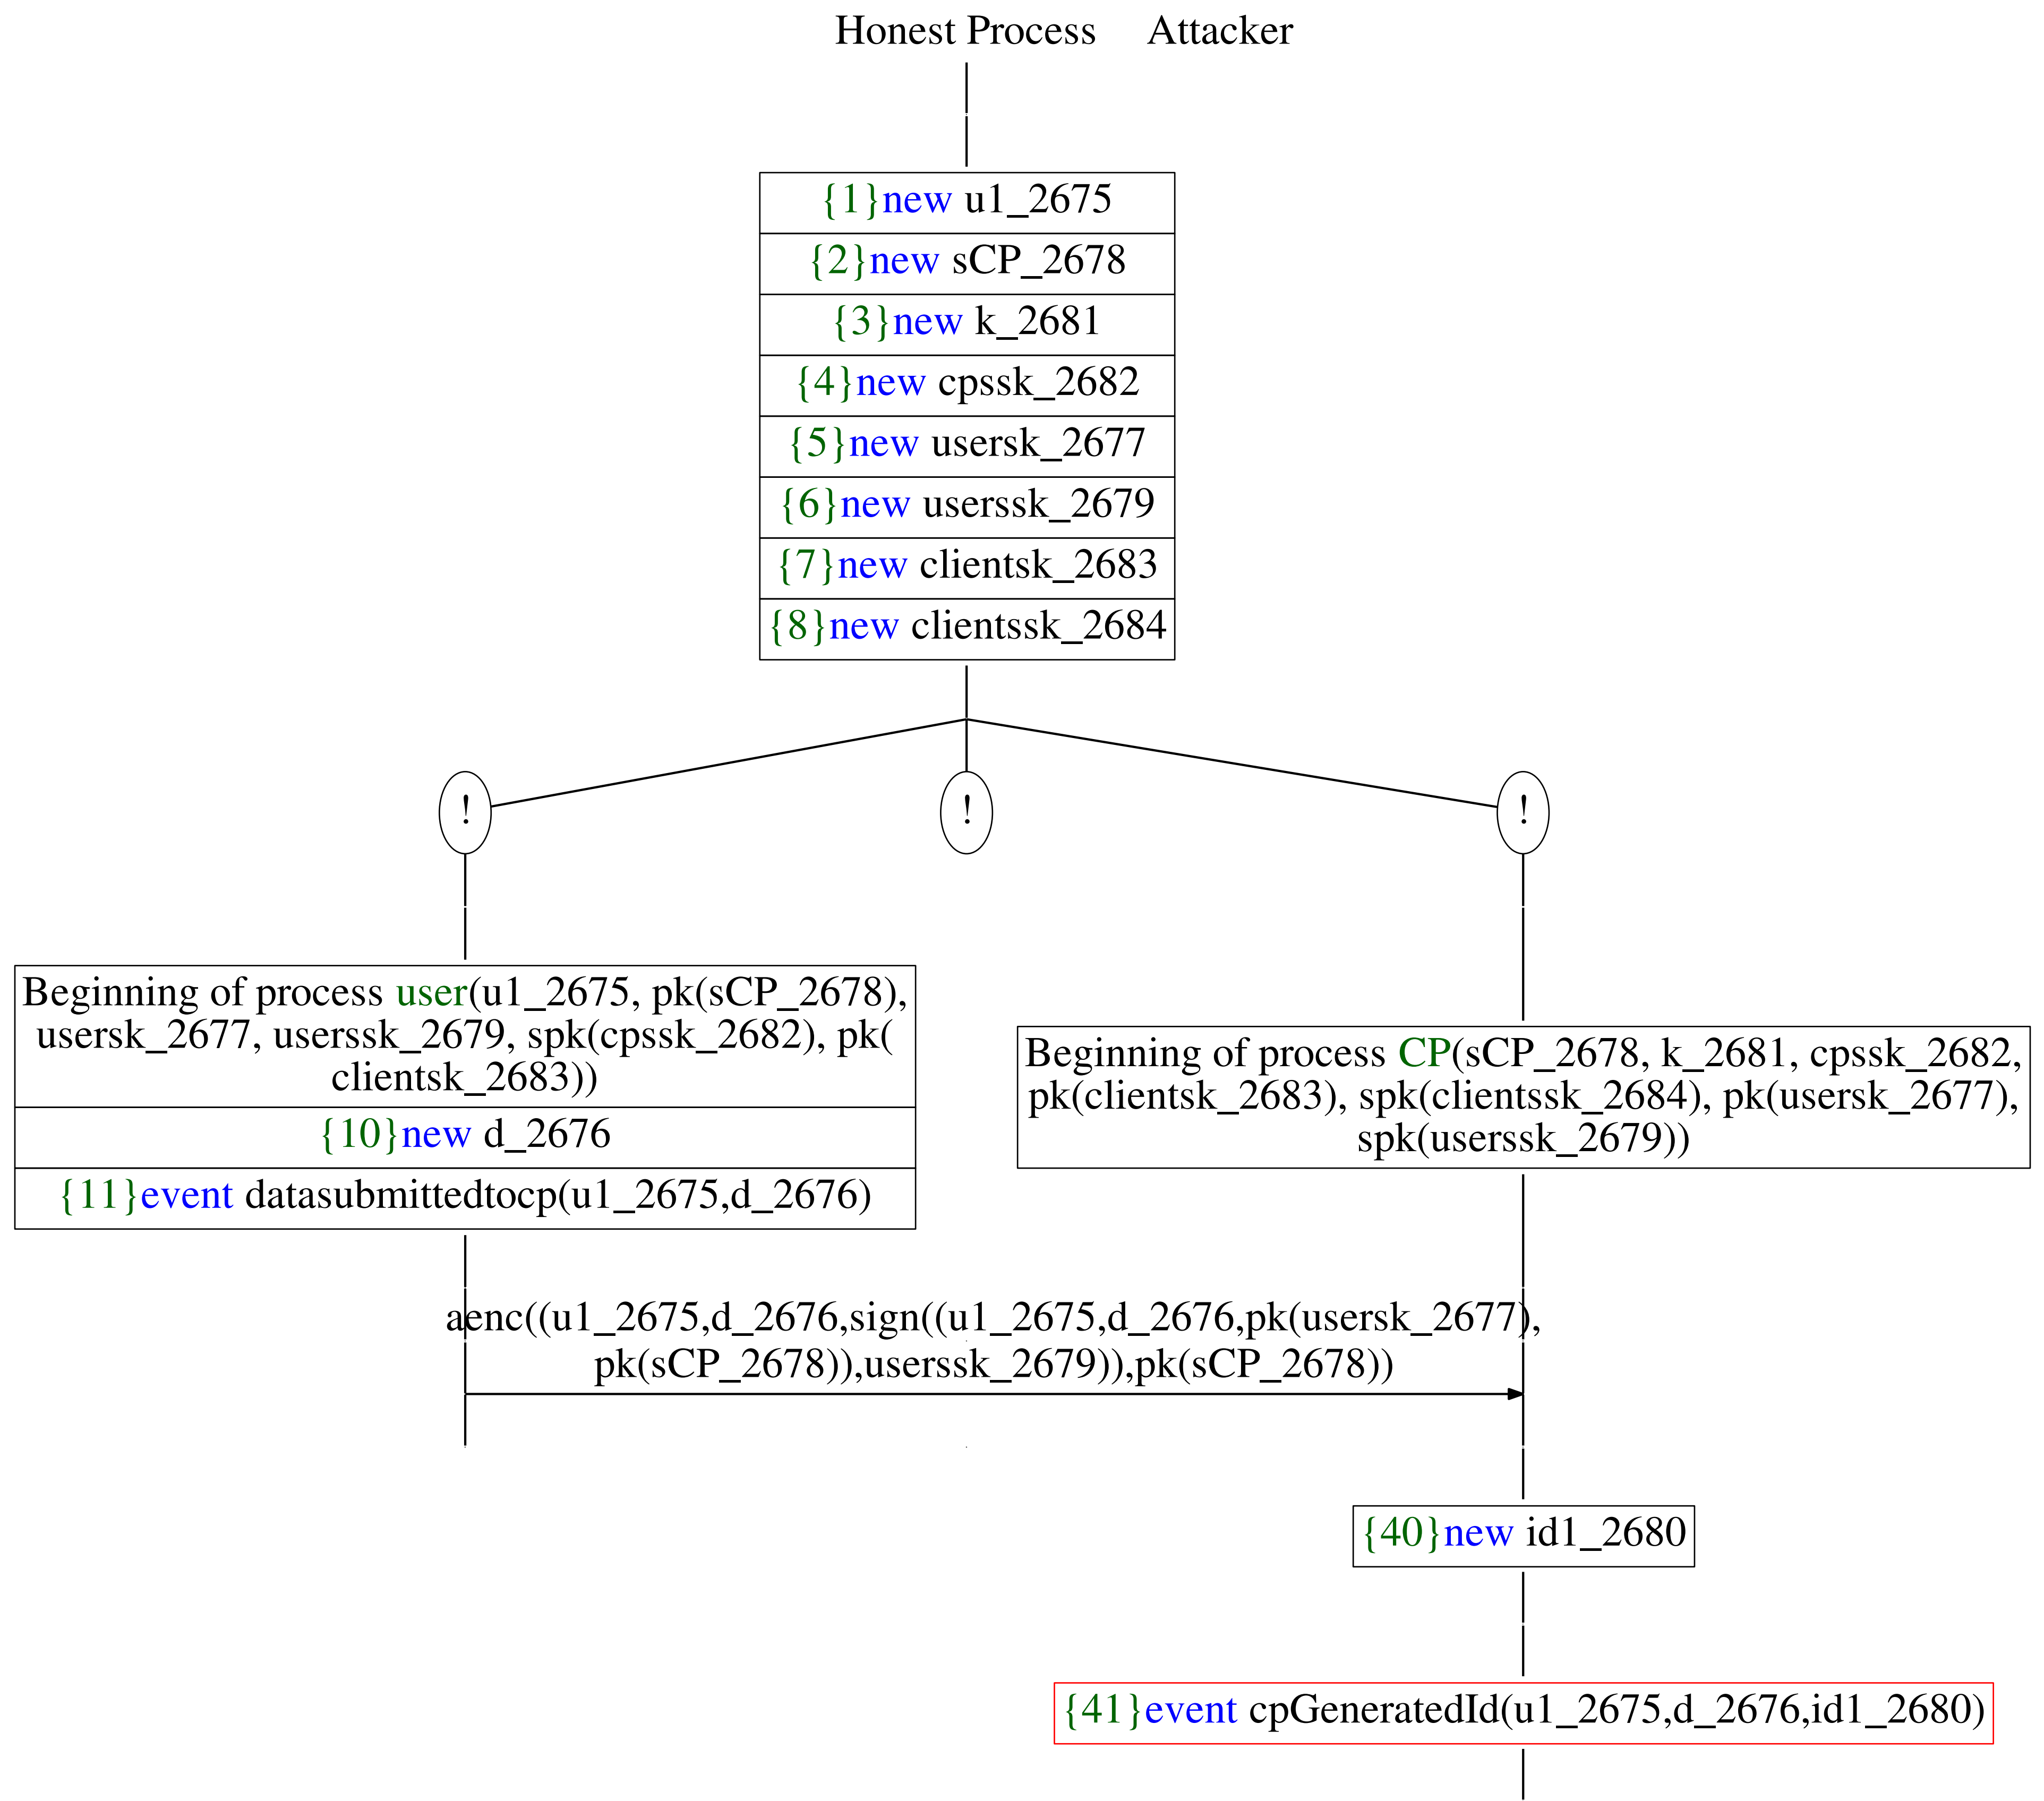 Honest Process Attacker
{1}new u1_2675
{2}new sCP_2678
{3}new k_2681
{4}new cpssk_2682
{5}new usersk_2677
{6}new userssk_2679
{7}new clientsk_2683
{8}new clientssk_2684
! ! !
Beginning of process user(u1_2675, pk(sCP_2678),
usersk_2677, userssk_2679, spk(cpssk_2682), pk(
clientsk_2683))
{10}new d_2676
{11}event datasubmittedtocp(u1_2675,d_2676)
Beginning of process CP(sCP_2678, k_2681, cpssk_2682,
pk(clientsk_2683), spk(clientssk_2684), pk(usersk_2677),
spk(userssk_2679))
aenc((u1_2675,d_2676,sign((u1_2675,d_2676,pk(usersk_2677),
pk(sCP_2678)),userssk_2679)),pk(sCP_2678))
{40}new id1_2680
{41}event cpGeneratedId(u1_2675,d_2676,id1_2680)